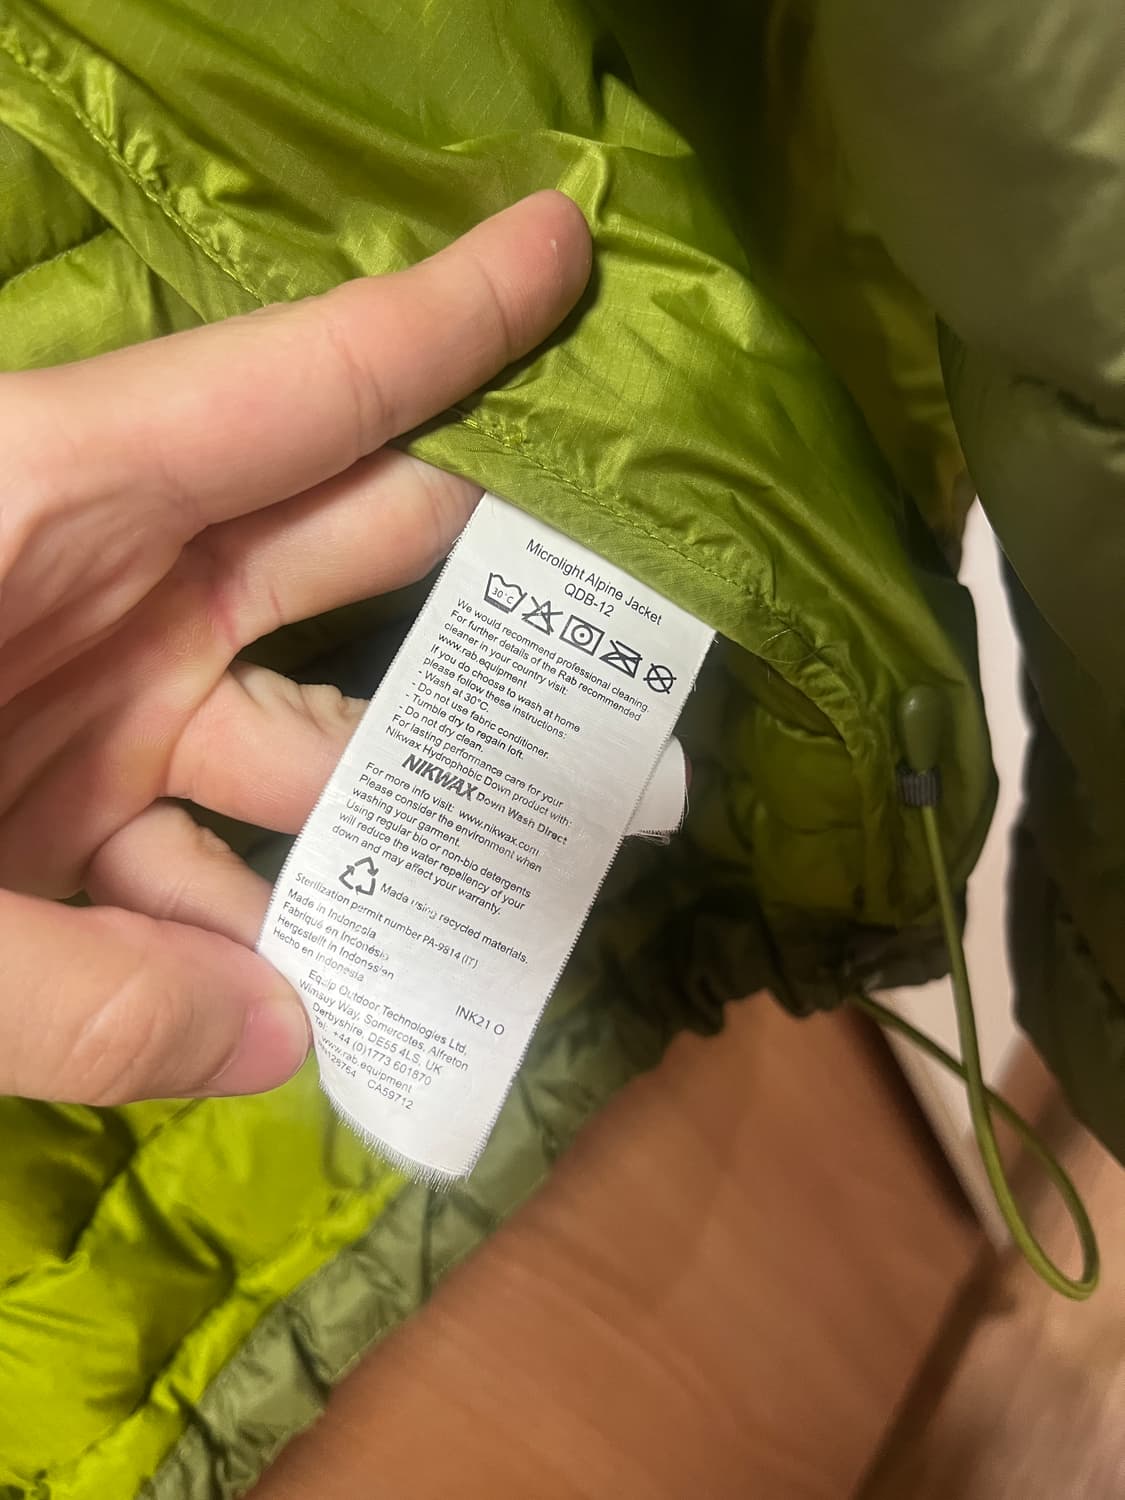 Microlight Alpine Jacket
QDB-12
30°C
We would recommend professional cleaning.
For further details of the Rab recommended
cleaner in your country visit:
www.rab.equipment
If you do choose to wash at home
please follow these instructions:
- Wash at 30°C.
- Do not use fabric conditioner.
- Tumble dry to regain loft.
- Do not dry clean.
For lasting performance care for your
Nikwax Hydrophobic Down product with:
NIKWAX Down Wash Direct
For more info visit: www.nikwax.com
Please consider the environment when
washing your garment.
Using regular bio or non-bio detergents
will reduce the water repellency of your
down and may affect your warranty.
Made using recycled materials.
Sterilization permit number PA-9814 (IT)
Made in Indonesia
Fabriqué en Indonésie
Hergestellt in Indonesien
Hecho en Indonesia
INK21 O
Equip Outdoor Technologies Ltd,
Wimsey Way, Somercotes, Alfreton
Derbyshire, DE55 4LS, UK
Tel: +44 (0)1773 601870
www.rab.equipment
CA59712